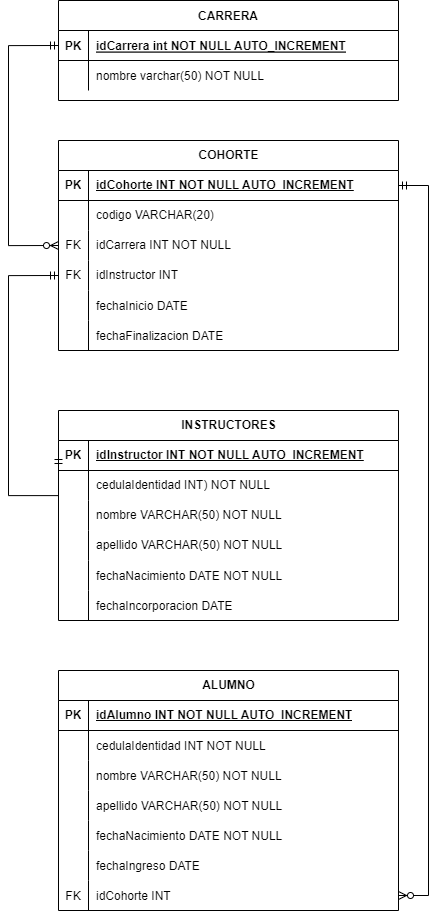 CARRERA
PK idCarrera int NOT NULL AUTO_INCREMENT
nombre varchar(50) NOT NULL
COHORTE
PK idCohorte INT NOT NULL AUTO_INCREMENT
codigo VARCHAR(20)
FK idCarrera INT NOT NULL
FK idInstructor INT
fechaInicio DATE
fechaFinalizacion DATE
INSTRUCTORES
PK idInstructor INT NOT NULL AUTO_INCREMENT
cedulaIdentidad INT) NOT NULL
nombre VARCHAR(50) NOT NULL
apellido VARCHAR(50) NOT NULL
fechaNacimiento DATE NOT NULL
fechaIncorporacion DATE
ALUMNO
PK idAlumno INT NOT NULL AUTO_INCREMENT
cedulaIdentidad INT NOT NULL
nombre VARCHAR(50) NOT NULL
apellido VARCHAR(50) NOT NULL
fechaNacimiento DATE NOT NULL
fechaIngreso DATE
FK idCohorte INT